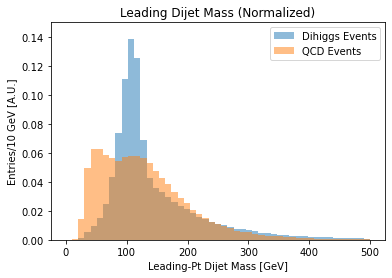 Leading Dijet Mass (Normalized)
Entries/10 GeV [A.U.]
0.14
0.12
0.10
0.08
0.06
0.04
0.02
0.00
Dihiggs Events
QCD Events
0 100 200 300 400 500
Leading-Pt Dijet Mass [GeV]